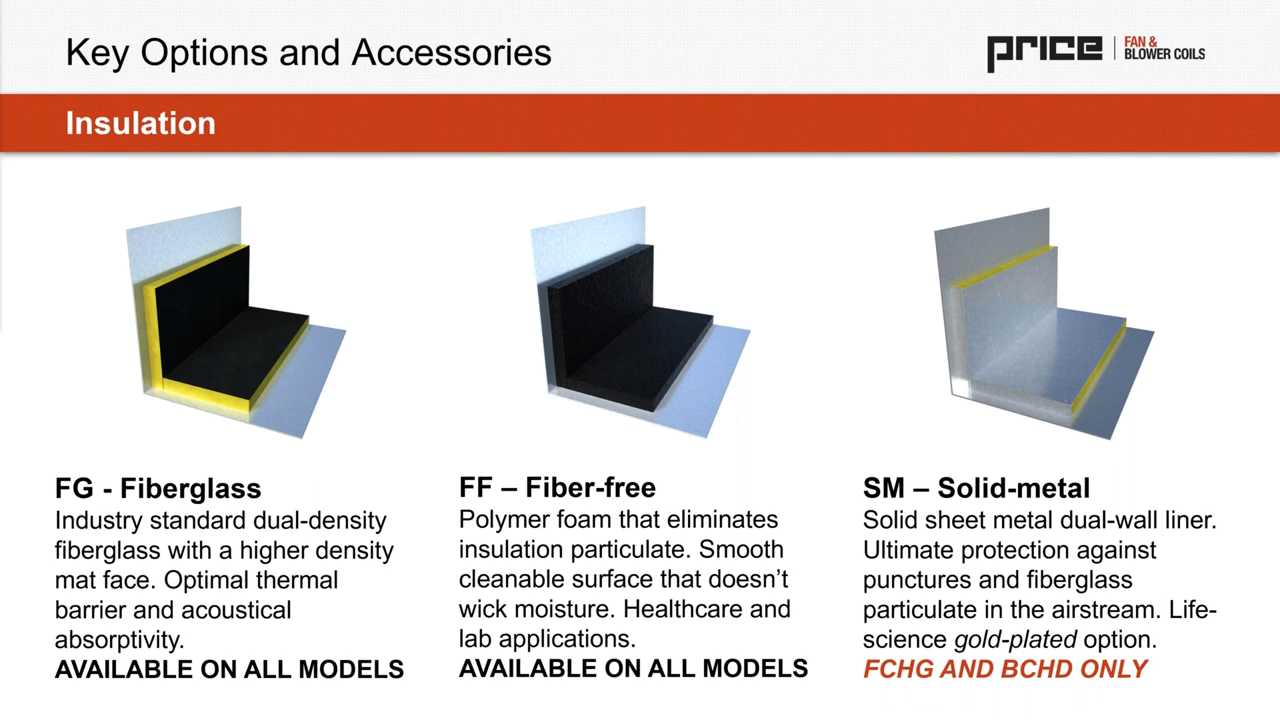 Key Options and Accessories
price
FAN &
BLOWER COILS
Insulation
FG - Fiberglass
Industry standard dual-density
fiberglass with a higher density
mat face. Optimal thermal
barrier and acoustical
absorptivity.
AVAILABLE ON ALL MODELS
FF – Fiber-free
Polymer foam that eliminates
insulation particulate. Smooth
cleanable surface that doesn’t
wick moisture. Healthcare and
lab applications.
AVAILABLE ON ALL MODELS
SM – Solid-metal
Solid sheet metal dual-wall liner.
Ultimate protection against
punctures and fiberglass
particulate in the airstream. Life-
science gold-plated option.
FCHG AND BCHD ONLY